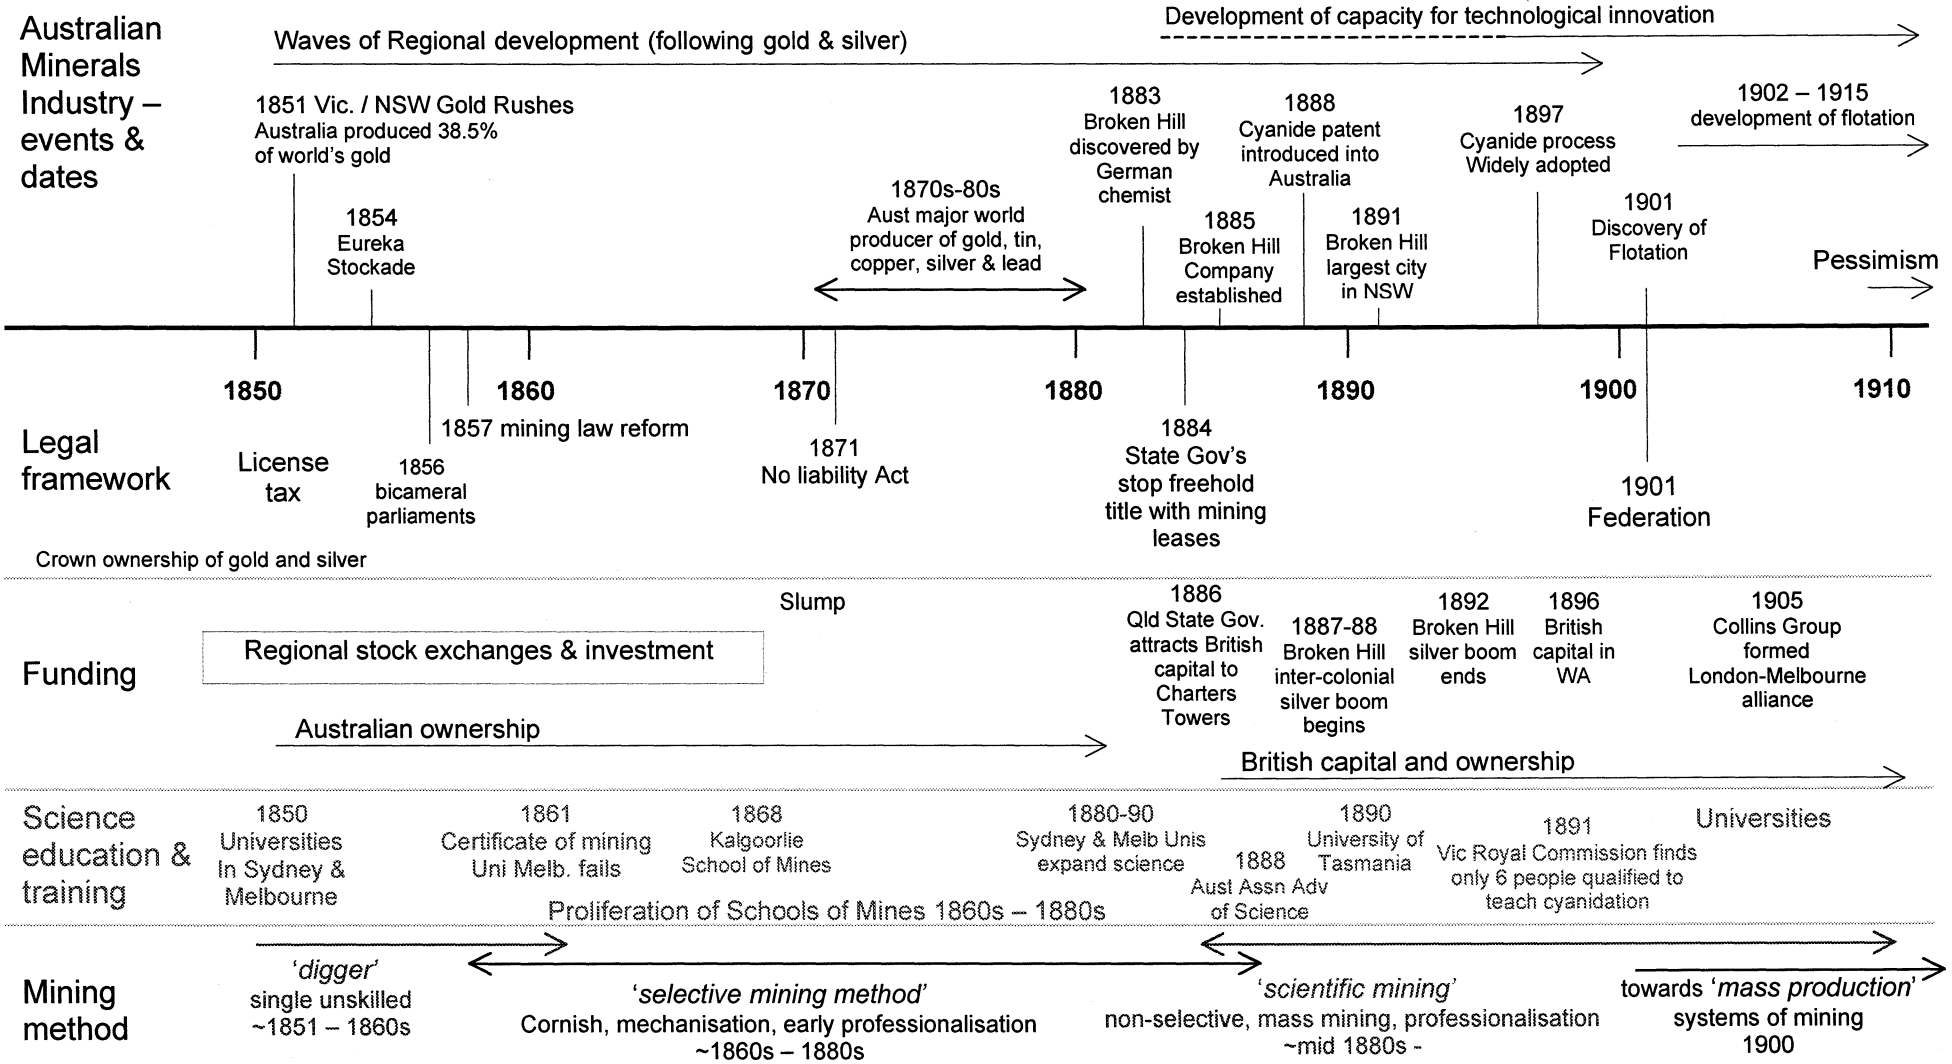 Australian
Minerals
Industry –
events &
dates
Development of capacity for technological innovation
Waves of Regional development (following gold & silver)
1851 Vic. / NSW Gold Rushes
Australia produced 38.5%
of world's gold
1854
Eureka
Stockade
1870s-80s
Aust major world
producer of gold, tin,
copper, silver & lead
1883
Broken Hill
discovered by
German
chemist
1885
Broken Hill
Company
established
1888
Cyanide patent
introduced into
Australia
1891
Broken Hill
largest city
in NSW
1897
Cyanide process
Widely adopted
1902 – 1915
development of flotation
1901
Discovery of
Flotation
Pessimism
1850
1860
1870
1880
1890
1900
1910
Legal
framework
License
tax
1856
bicameral
parliaments
1857 mining law reform
1871
No liability Act
1884
State Gov's
stop freehold
title with mining
leases
1901
Federation
Crown ownership of gold and silver
Funding
Slump
Regional stock exchanges & investment
Australian ownership
1886
Qld State Gov.
attracts British
capital to
Charters
Towers
1887-88
Broken Hill
inter-colonial
silver boom
begins
1892
Broken Hill
silver boom
ends
1896
British
capital in
WA
1905
Collins Group
formed
London-Melbourne
alliance
British capital and ownership
Science
education &
training
1850
Universities
In Sydney &
Melbourne
1861
Certificate of mining
Uni Melb. fails
1868
Kalgoorlie
School of Mines
Proliferation of Schools of Mines 1860s – 1880s
1880-90
Sydney & Melb Unis
expand science
1888
Aust Assn Adv
of Science
1890
University of
Tasmania
1891
Vic Royal Commission finds
only 6 people qualified to
teach cyanidation
Universities
Mining
method
'digger'
single unskilled
~1851 – 1860s
'selective mining method'
Cornish, mechanisation, early professionalisation
~1860s – 1880s
'scientific mining'
non-selective, mass mining, professionalisation
~mid 1880s -
towards 'mass production'
systems of mining
1900